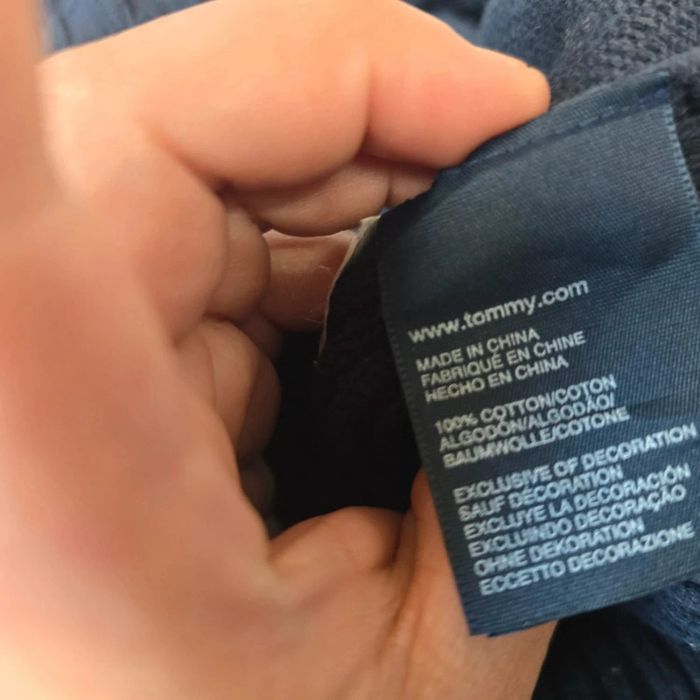 www.tommy.com
MADE IN CHINA
FABRIQUÉ EN CHINE
HECHO EN CHINA
100% COTTON/COTON
ALGODÓN/ALGODÃO/
BAUMWOLLE/COTONE
EXCLUSIVE OF DECORATION
SAUF DÉCORATION
EXCLUYE LA DECORACIÓN
EXCLUINDO DECORAÇÃO
OHNE DEKORATION
ECCETTO DECORAZIONE